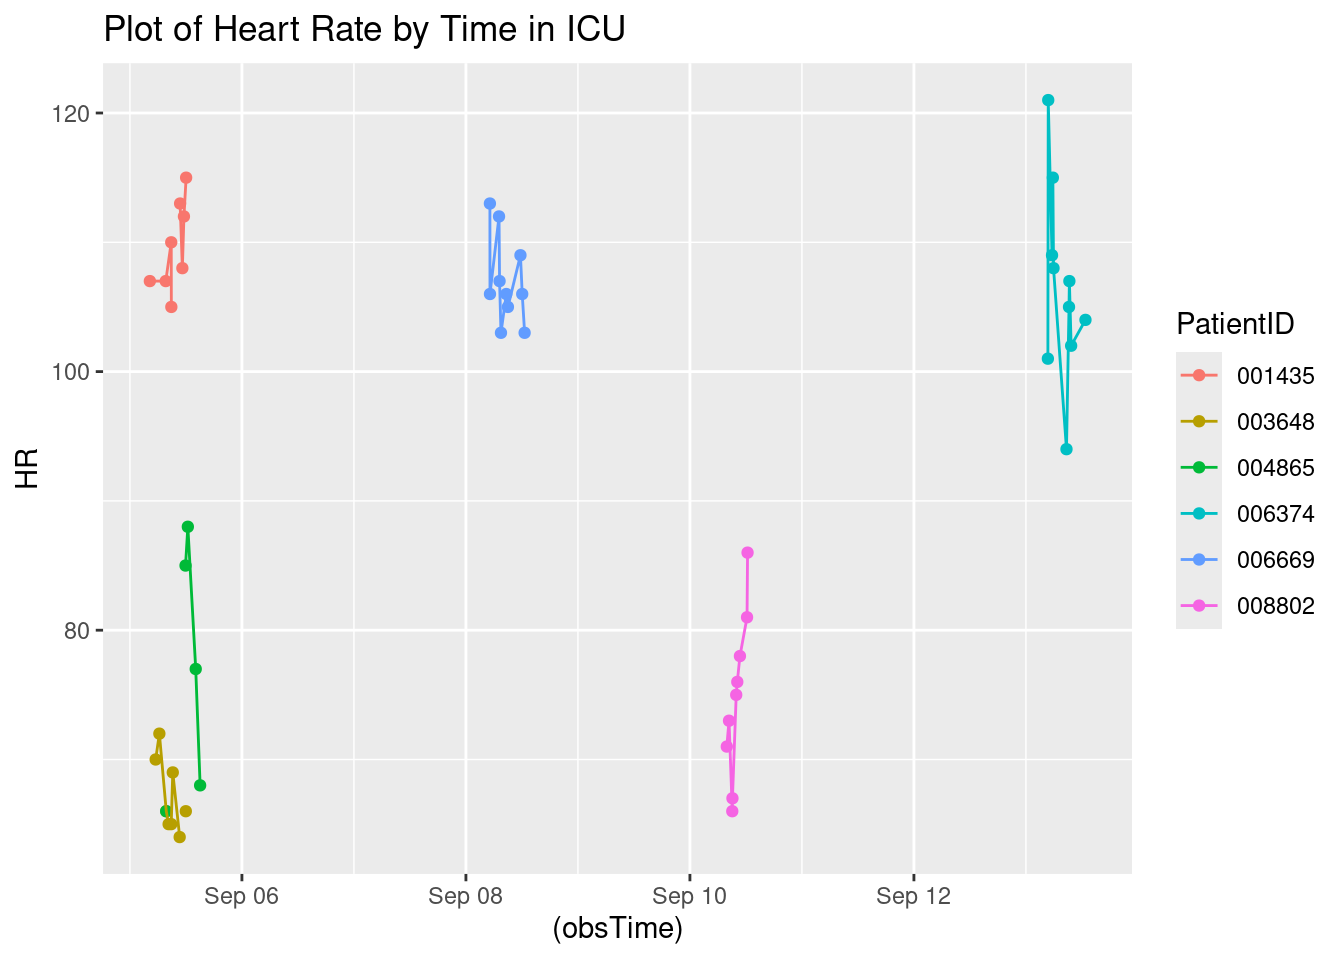 Plot of Heart Rate by Time in ICU
120
100
80
HR
Sep 06
Sep 08
Sep 10
Sep 12
(obsTime)
PatientID
001435
003648
004865
006374
006669
008802